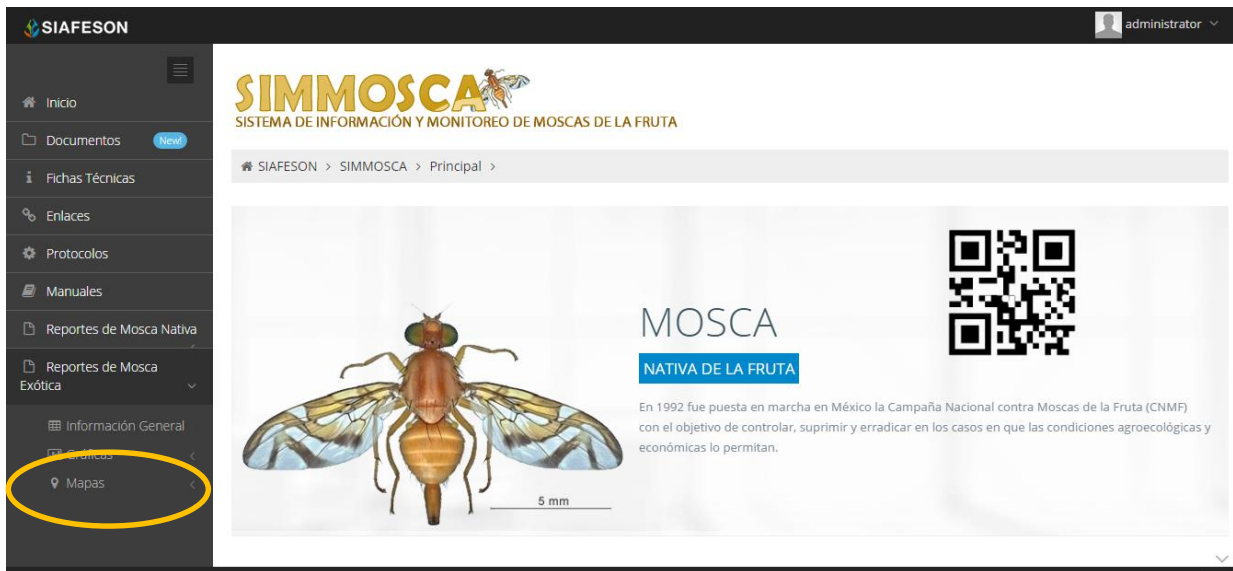 SIAFESON
administrator
Inicio
Documentos New!
Fichas Técnicas
Enlaces
Protocolos
Manuales
Reportes de Mosca Nativa
Reportes de Mosca
Exótica
Información General
Gráficas
Mapas
SIMMOSCA
SISTEMA DE INFORMACIÓN Y MONITOREO DE MOSCAS DE LA FRUTA
SIAFESON > SIMMOSCA > Principal >
MOSCA
NATIVA DE LA FRUTA
En 1992 fue puesta en marcha en México la Campaña Nacional contra Moscas de la Fruta (CNMF)
con el objetivo de controlar, suprimir y erradicar en los casos en que las condiciones agroecológicas y
económicas lo permitan.
5 mm